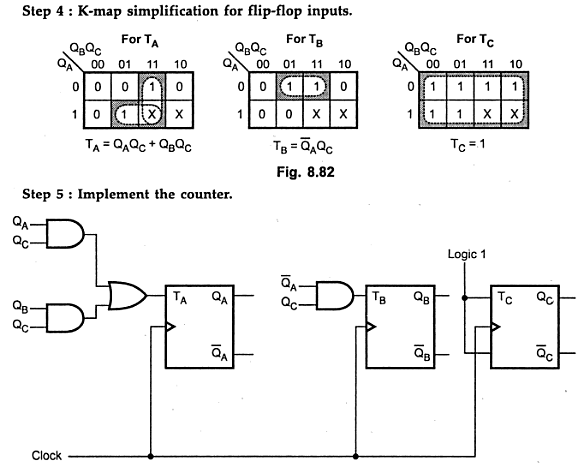 Step 4 : K-map simplification for flip-flop inputs.
For T_A
Q_BQ_C
Q_A 00 01 11 10
0 0 0 1 0
1 0 1 X X
T_A = Q_AQ_C + Q_BQ_C
For T_B
Q_BQ_C
Q_A 00 01 11 10
0 0 1 1 0
1 0 0 X X
T_B = Q̅_AQ_C
For T_C
Q_BQ_C
Q_A 00 01 11 10
0 1 1 1 1
1 1 1 X X
T_C = 1
Fig. 8.82
Step 5 : Implement the counter.
Q_A
Q_C
Q_B
Q_C
T_A Q_A
Q̅_A
Q̅_A
Q_C
T_B Q_B
Q̅_B
Logic 1
T_C Q_C
Q̅_C
Clock